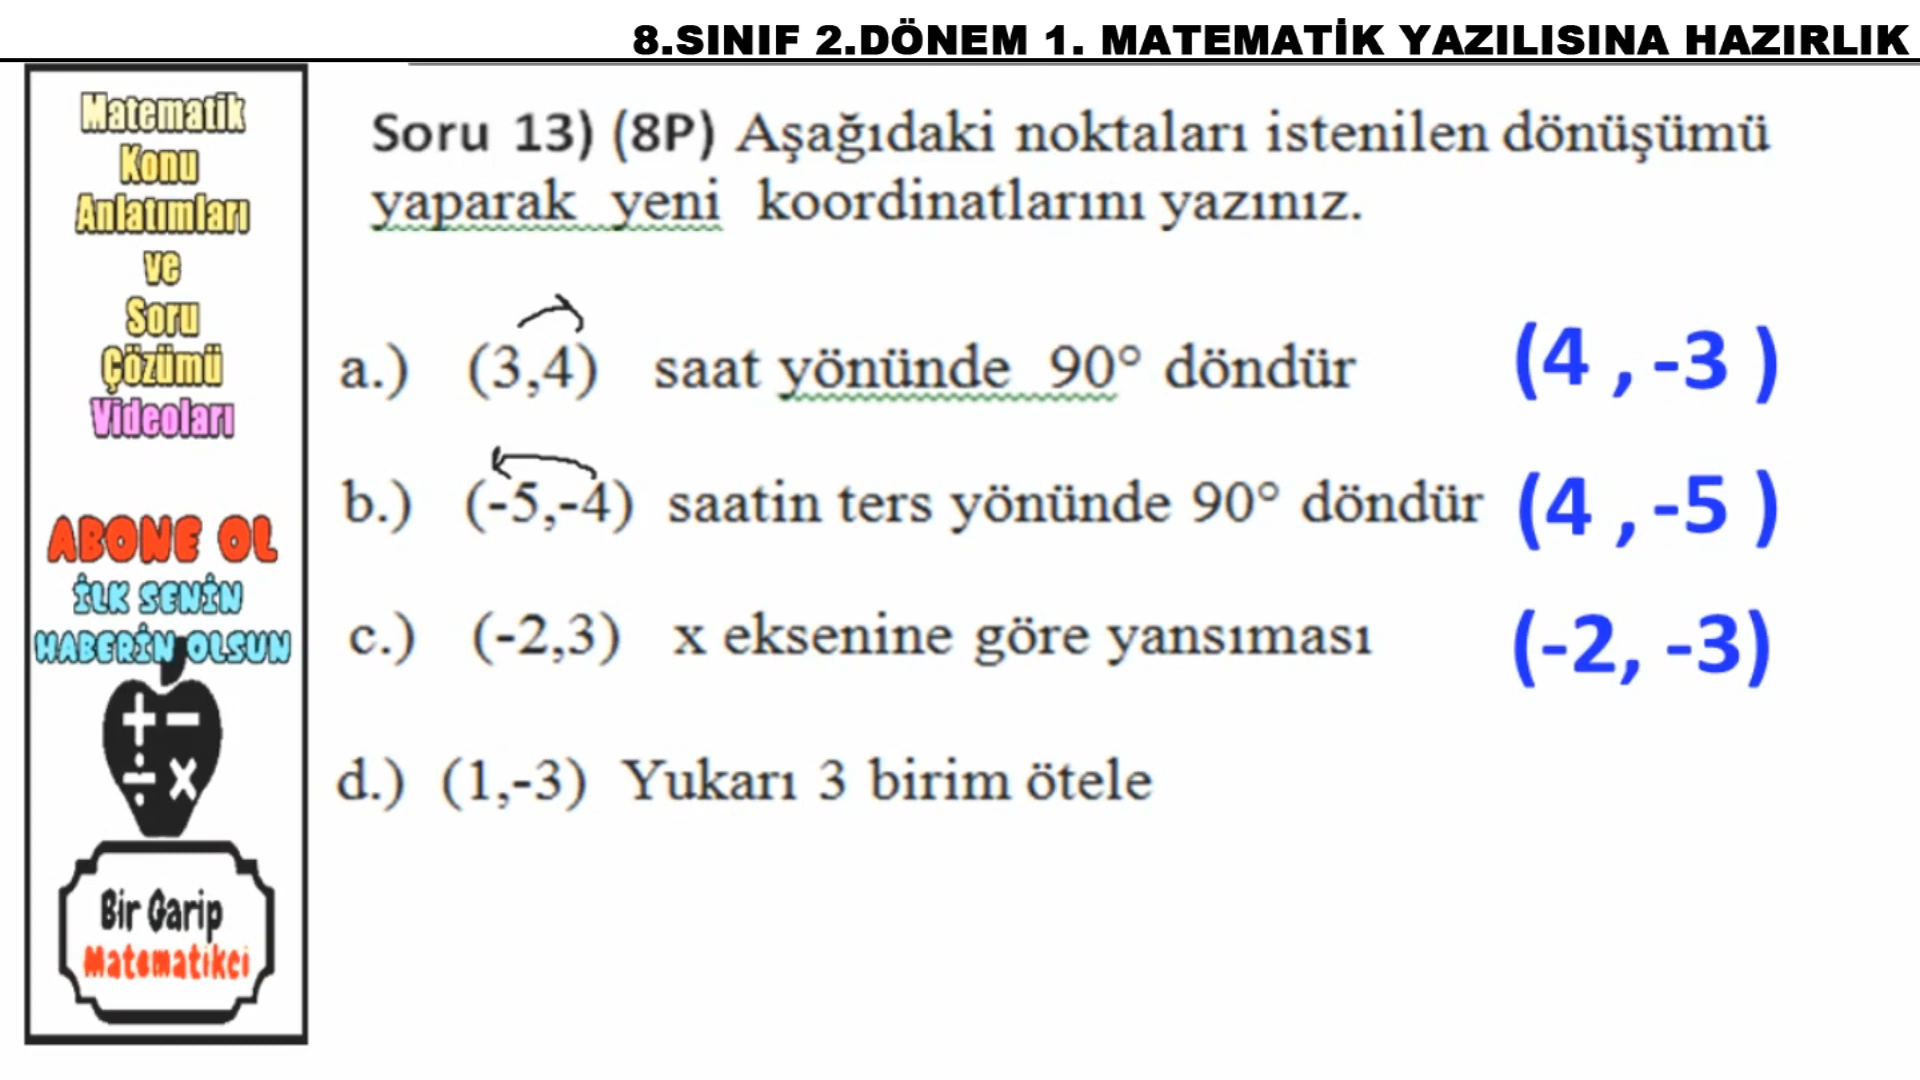 8.SINIF 2.DÖNEM 1. MATEMATİK YAZILISINA HAZIRLIK
Matematik
Konu
Anlatımları
ve
Soru
Çözümü
Videoları
ABONE OL
İLK SENİN
HABERİN OLSUN
+ −
÷ x
Bir Garip
Matematikci
Soru 13) (8P) Aşağıdaki noktaları istenilen dönüşümü
yaparak yeni koordinatlarını yazınız.
a.) (3,4) saat yönünde 90° döndür (4 , -3 )
b.) (-5,-4) saatin ters yönünde 90° döndür (4 , -5 )
c.) (-2,3) x eksenine göre yansıması (-2, -3)
d.) (1,-3) Yukarı 3 birim ötele